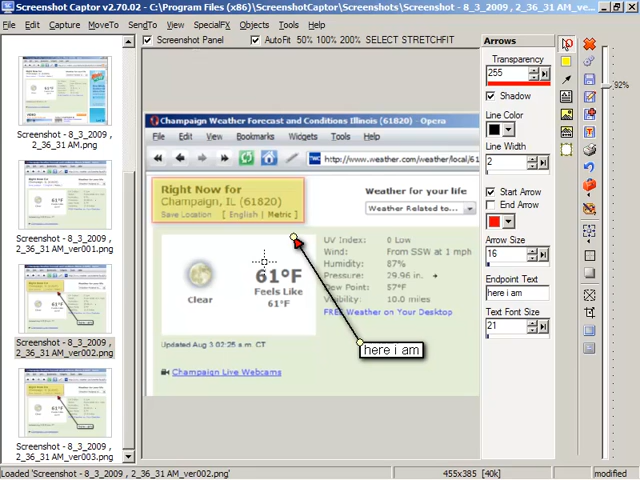 Screenshot Captor v2.70.02 - C:\Program Files (x86)\ScreenshotCaptor\Screenshots\Screenshot - 8_3_2009 , 2_36_31 AM_ve...
File Edit View Capture MoveTo SendTo View SpecialFX Objects Tools Help
Screenshot Panel AutoFit 50% 100% 200% SELECT STRETCHFIT
Screenshot - 8_3_2009
, 2_36_31 AM.png
Screenshot - 8_3_2009 ,
2_36_31 AM_ver001.png
Screenshot - 8_3_2009 ,
2_36_31 AM_ver002.png
Screenshot - 8_3_2009 ,
2_36_31 AM_ver003.png
Champaign Weather Forecast and Conditions Illinois (61820) - Opera
File Edit View Bookmarks Widgets Tools Help
http://www.weather.com/weather/local/61
Right Now for
Champaign, IL (61820)
Save Location [ English | Metric ]
Weather for your life
Weather Related to...
Clear
61°F
Feels Like
61°F
UV Index: 0 Low
Wind: From SSW at 1 mph
Humidity: 87%
Pressure: 29.96 in.
Dew Point: 57°F
Visibility: 10.0 miles
FREE Weather on Your Desktop
here i am
Updated Aug 3 02:25 a.m. CT
Champaign Live Webcams
Arrows
Transparency
255
Shadow
Line Color
Line Width
2
Start Arrow
End Arrow
Arrow Size
16
Endpoint Text
here i am
Text Font Size
21
92%
Loaded 'Screenshot - 8_3_2009 , 2_36_31 AM_ver002.png'
455x385 [40k]
modified